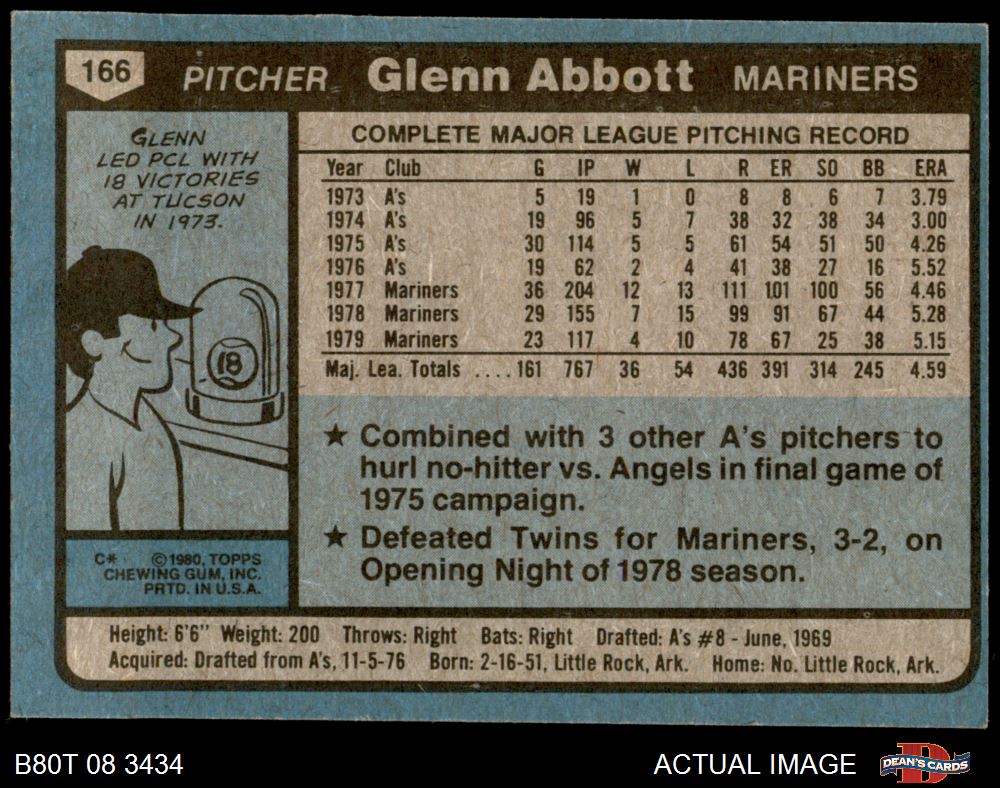 166 PITCHER Glenn Abbott MARINERS
GLENN
LED PCL WITH
18 VICTORIES
AT TUCSON
IN 1973.
18
C* ©1980, TOPPS
CHEWING GUM, INC.
PRTD. IN U.S.A.
COMPLETE MAJOR LEAGUE PITCHING RECORD
Year Club G IP W L R ER SO BB ERA
1973 A's 5 19 1 0 8 8 6 7 3.79
1974 A's 19 96 5 7 38 32 38 34 3.00
1975 A's 30 114 5 5 61 54 51 50 4.26
1976 A's 19 62 2 4 41 38 27 16 5.52
1977 Mariners 36 204 12 13 111 101 100 56 4.46
1978 Mariners 29 155 7 15 99 91 67 44 5.28
1979 Mariners 23 117 4 10 78 67 25 38 5.15
Maj. Lea. Totals ....161 767 36 54 436 391 314 245 4.59
★ Combined with 3 other A's pitchers to
hurl no-hitter vs. Angels in final game of
1975 campaign.
★ Defeated Twins for Mariners, 3-2, on
Opening Night of 1978 season.
Height: 6'6" Weight: 200 Throws: Right Bats: Right Drafted: A's #8 - June, 1969
Acquired: Drafted from A's, 11-5-76 Born: 2-16-51, Little Rock, Ark. Home: No. Little Rock, Ark.
B80T 08 3434 ACTUAL IMAGE D DEAN'S CARDS